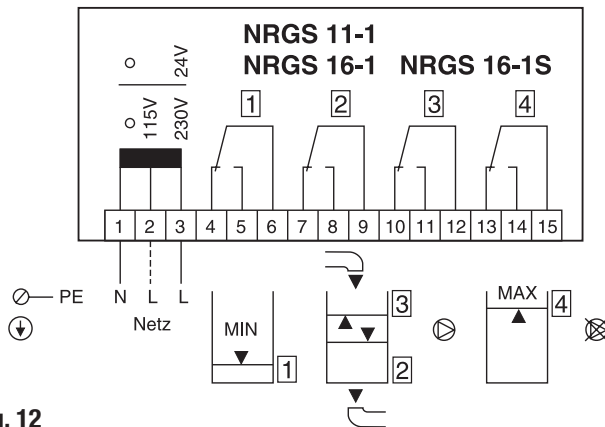 NRGS 11-1
NRGS 16-1 NRGS 16-1S
24V
115V
230V
1 2 3 4
1 2 3 4 5 6 7 8 9 10 11 12 13 14 15
PE N L L
Netz
MIN
1
3
2
MAX
4
. 12